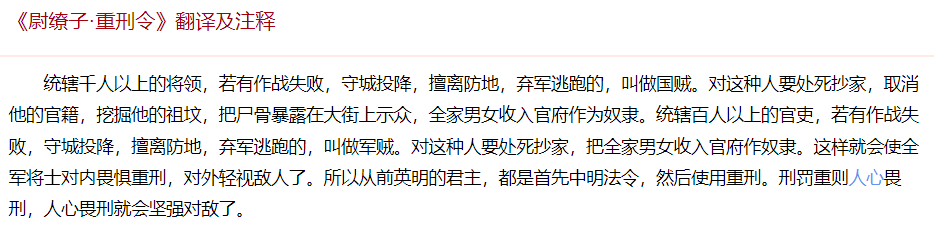 《尉缭子·重刑令》翻译及注释
统辖千人以上的将领，若有作战失败，守城投降，擅离防地，弃军逃跑的，叫做国贼。对这种人要处死抄家，取消
他的官籍，挖掘他的祖坟，把尸骨暴露在大街上示众，全家男女收入官府作为奴隶。统辖百人以上的官吏，若有作战失
败，守城投降，擅离防地，弃军逃跑的，叫做军贼。对这种人要处死抄家，把全家男女收入官府作奴隶。这样就会使全
军将士对内畏惧重刑，对外轻视敌人了。所以从前英明的君主，都是首先中明法令，然后使用重刑。刑罚重则人心畏
刑，人心畏刑就会坚强对敌了。